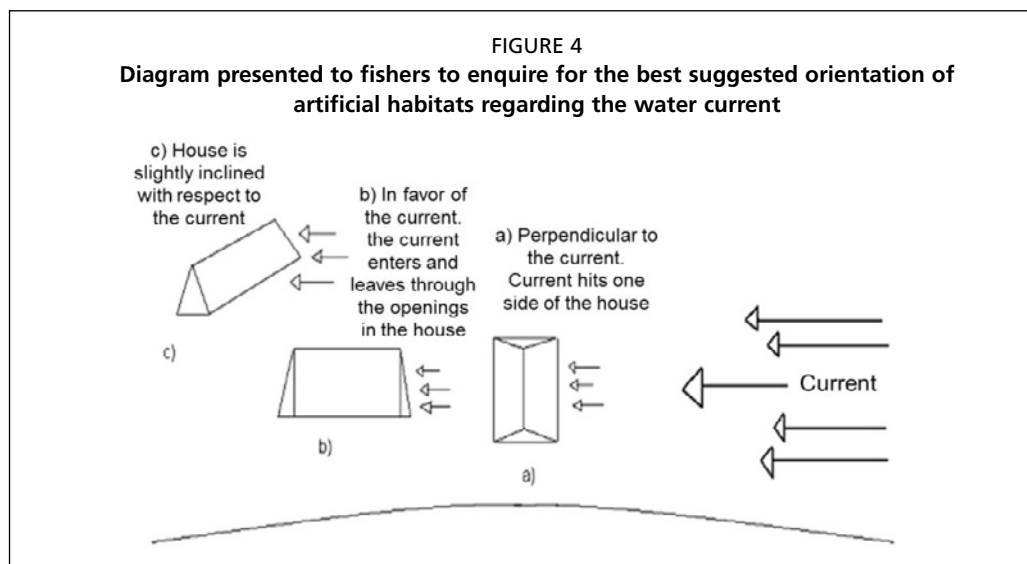 FIGURE 4
Diagram presented to fishers to enquire for the best suggested orientation of
artificial habitats regarding the water current
c) House is
slightly inclined
with respect to
the current
b) In favor of
the current.
the current
enters and
leaves through
the openings
in the house
a) Perpendicular to
the current.
Current hits one
side of the house
Current
c)
b)
a)